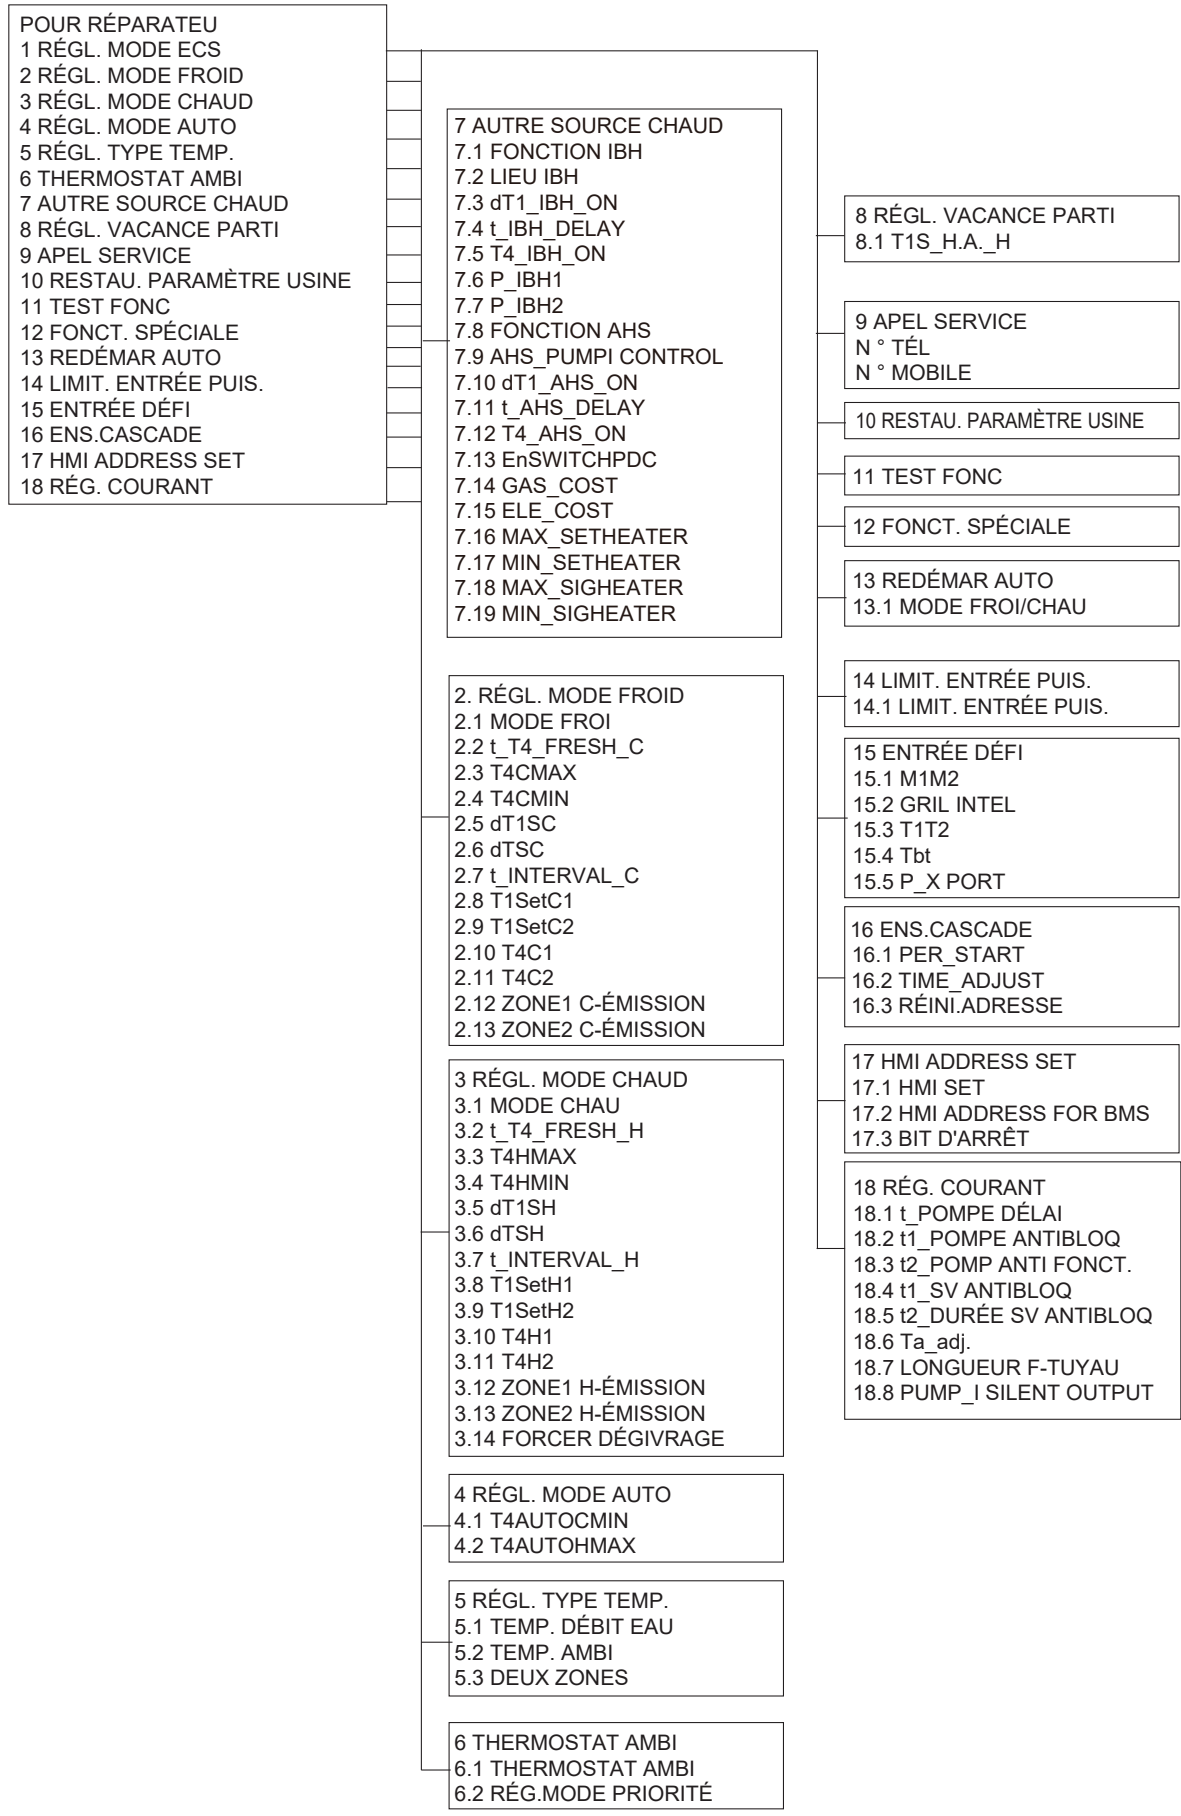 POUR RÉPARATEU
1 RÉGL. MODE ECS
2 RÉGL. MODE FROID
3 RÉGL. MODE CHAUD
4 RÉGL. MODE AUTO
5 RÉGL. TYPE TEMP.
6 THERMOSTAT AMBI
7 AUTRE SOURCE CHAUD
8 RÉGL. VACANCE PARTI
9 APEL SERVICE
10 RESTAU. PARAMÈTRE USINE
11 TEST FONC
12 FONCT. SPÉCIALE
13 REDÉMAR AUTO
14 LIMIT. ENTRÉE PUIS.
15 ENTRÉE DÉFI
16 ENS.CASCADE
17 HMI ADDRESS SET
18 RÉG. COURANT
7 AUTRE SOURCE CHAUD
7.1 FONCTION IBH
7.2 LIEU IBH
7.3 dT1_IBH_ON
7.4 t_IBH_DELAY
7.5 T4_IBH_ON
7.6 P_IBH1
7.7 P_IBH2
7.8 FONCTION AHS
7.9 AHS_PUMPI CONTROL
7.10 dT1_AHS_ON
7.11 t_AHS_DELAY
7.12 T4_AHS_ON
7.13 EnSWITCHPDC
7.14 GAS_COST
7.15 ELE_COST
7.16 MAX_SETHEATER
7.17 MIN_SETHEATER
7.18 MAX_SIGHEATER
7.19 MIN_SIGHEATER
2. RÉGL. MODE FROID
2.1 MODE FROI
2.2 t_T4_FRESH_C
2.3 T4CMAX
2.4 T4CMIN
2.5 dT1SC
2.6 dTSC
2.7 t_INTERVAL_C
2.8 T1SetC1
2.9 T1SetC2
2.10 T4C1
2.11 T4C2
2.12 ZONE1 C-ÉMISSION
2.13 ZONE2 C-ÉMISSION
3 RÉGL. MODE CHAUD
3.1 MODE CHAU
3.2 t_T4_FRESH_H
3.3 T4HMAX
3.4 T4HMIN
3.5 dT1SH
3.6 dTSH
3.7 t_INTERVAL_H
3.8 T1SetH1
3.9 T1SetH2
3.10 T4H1
3.11 T4H2
3.12 ZONE1 H-ÉMISSION
3.13 ZONE2 H-ÉMISSION
3.14 FORCER DÉGIVRAGE
4 RÉGL. MODE AUTO
4.1 T4AUTOCMIN
4.2 T4AUTOHMAX
5 RÉGL. TYPE TEMP.
5.1 TEMP. DÉBIT EAU
5.2 TEMP. AMBI
5.3 DEUX ZONES
6 THERMOSTAT AMBI
6.1 THERMOSTAT AMBI
6.2 RÉG.MODE PRIORITÉ
8 RÉGL. VACANCE PARTI
8.1 T1S_H.A._H
9 APEL SERVICE
N ° TÉL
N ° MOBILE
10 RESTAU. PARAMÈTRE USINE
11 TEST FONC
12 FONCT. SPÉCIALE
13 REDÉMAR AUTO
13.1 MODE FROI/CHAU
14 LIMIT. ENTRÉE PUIS.
14.1 LIMIT. ENTRÉE PUIS.
15 ENTRÉE DÉFI
15.1 M1M2
15.2 GRIL INTEL
15.3 T1T2
15.4 Tbt
15.5 P_X PORT
16 ENS.CASCADE
16.1 PER_START
16.2 TIME_ADJUST
16.3 RÉINI.ADRESSE
17 HMI ADDRESS SET
17.1 HMI SET
17.2 HMI ADDRESS FOR BMS
17.3 BIT D'ARRÊT
18 RÉG. COURANT
18.1 t_POMPE DÉLAI
18.2 t1_POMPE ANTIBLOQ
18.3 t2_POMP ANTI FONCT.
18.4 t1_SV ANTIBLOQ
18.5 t2_DURÉE SV ANTIBLOQ
18.6 Ta_adj.
18.7 LONGUEUR F-TUYAU
18.8 PUMP_I SILENT OUTPUT